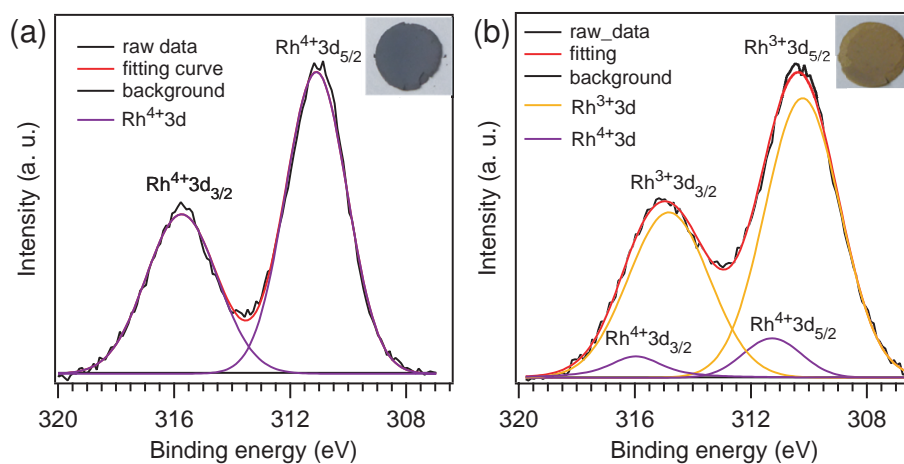 (a)
raw data
fitting curve
background
Rh⁴⁺3d
Rh⁴⁺3d₅/₂
Rh⁴⁺3d₃/₂
Intensity (a. u.)
320 316 312 308
Binding energy (eV)
(b)
raw_data
fitting
background
Rh³⁺3d
Rh⁴⁺3d
Rh³⁺3d₅/₂
Rh³⁺3d₃/₂
Rh⁴⁺3d₃/₂
Rh⁴⁺3d₅/₂
Intensity (a. u.)
320 316 312 308
Binding energy (eV)